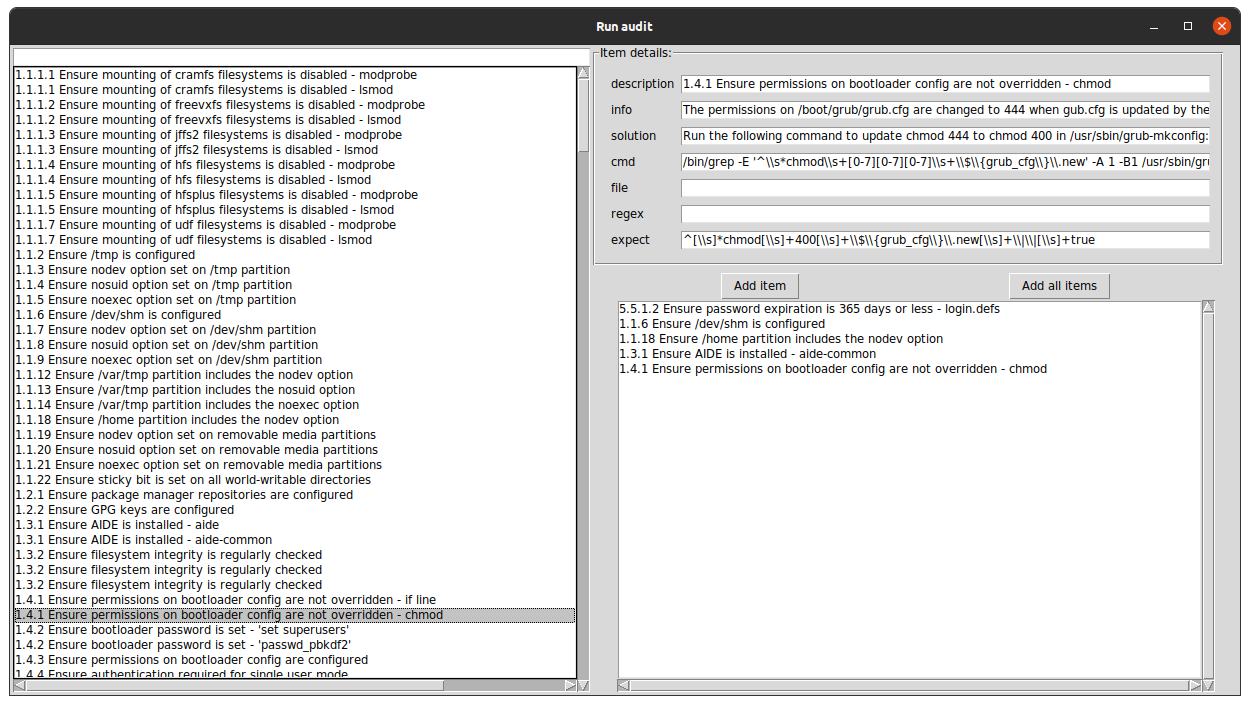 Run audit
1.1.1.1 Ensure mounting of cramfs filesystems is disabled - modprobe
1.1.1.1 Ensure mounting of cramfs filesystems is disabled - lsmod
1.1.1.2 Ensure mounting of freevxfs filesystems is disabled - modprobe
1.1.1.2 Ensure mounting of freevxfs filesystems is disabled - lsmod
1.1.1.3 Ensure mounting of jffs2 filesystems is disabled - modprobe
1.1.1.3 Ensure mounting of jffs2 filesystems is disabled - lsmod
1.1.1.4 Ensure mounting of hfs filesystems is disabled - modprobe
1.1.1.4 Ensure mounting of hfs filesystems is disabled - lsmod
1.1.1.5 Ensure mounting of hfsplus filesystems is disabled - modprobe
1.1.1.5 Ensure mounting of hfsplus filesystems is disabled - lsmod
1.1.1.7 Ensure mounting of udf filesystems is disabled - modprobe
1.1.1.7 Ensure mounting of udf filesystems is disabled - lsmod
1.1.2 Ensure /tmp is configured
1.1.3 Ensure nodev option set on /tmp partition
1.1.4 Ensure nosuid option set on /tmp partition
1.1.5 Ensure noexec option set on /tmp partition
1.1.6 Ensure /dev/shm is configured
1.1.7 Ensure nodev option set on /dev/shm partition
1.1.8 Ensure nosuid option set on /dev/shm partition
1.1.9 Ensure noexec option set on /dev/shm partition
1.1.12 Ensure /var/tmp partition includes the nodev option
1.1.13 Ensure /var/tmp partition includes the nosuid option
1.1.14 Ensure /var/tmp partition includes the noexec option
1.1.18 Ensure /home partition includes the nodev option
1.1.19 Ensure nodev option set on removable media partitions
1.1.20 Ensure nosuid option set on removable media partitions
1.1.21 Ensure noexec option set on removable media partitions
1.1.22 Ensure sticky bit is set on all world-writable directories
1.2.1 Ensure package manager repositories are configured
1.2.2 Ensure GPG keys are configured
1.3.1 Ensure AIDE is installed - aide
1.3.1 Ensure AIDE is installed - aide-common
1.3.2 Ensure filesystem integrity is regularly checked
1.3.2 Ensure filesystem integrity is regularly checked
1.3.2 Ensure filesystem integrity is regularly checked
1.4.1 Ensure permissions on bootloader config are not overridden - if line
1.4.1 Ensure permissions on bootloader config are not overridden - chmod
1.4.2 Ensure bootloader password is set - 'set superusers'
1.4.2 Ensure bootloader password is set - 'passwd_pbkdf2'
1.4.3 Ensure permissions on bootloader config are configured
1.4.4 Ensure authentication required for single user mode
Item details:
description 1.4.1 Ensure permissions on bootloader config are not overridden - chmod
info The permissions on /boot/grub/grub.cfg are changed to 444 when gub.cfg is updated by the
solution Run the following command to update chmod 444 to chmod 400 in /usr/sbin/grub-mkconfig:
cmd /bin/grep -E '^\\s*chmod\\s+[0-7][0-7][0-7]\\s+\\$\\{grub_cfg\\}\\.new' -A 1 -B1 /usr/sbin/gru
file
regex
expect ^[\\s]*chmod[\\s]+400[\\s]+\\$\\{grub_cfg\\}\\.new[\\s]+\\|\\|[\\s]+true
Add item Add all items
5.5.1.2 Ensure password expiration is 365 days or less - login.defs
1.1.6 Ensure /dev/shm is configured
1.1.18 Ensure /home partition includes the nodev option
1.3.1 Ensure AIDE is installed - aide-common
1.4.1 Ensure permissions on bootloader config are not overridden - chmod